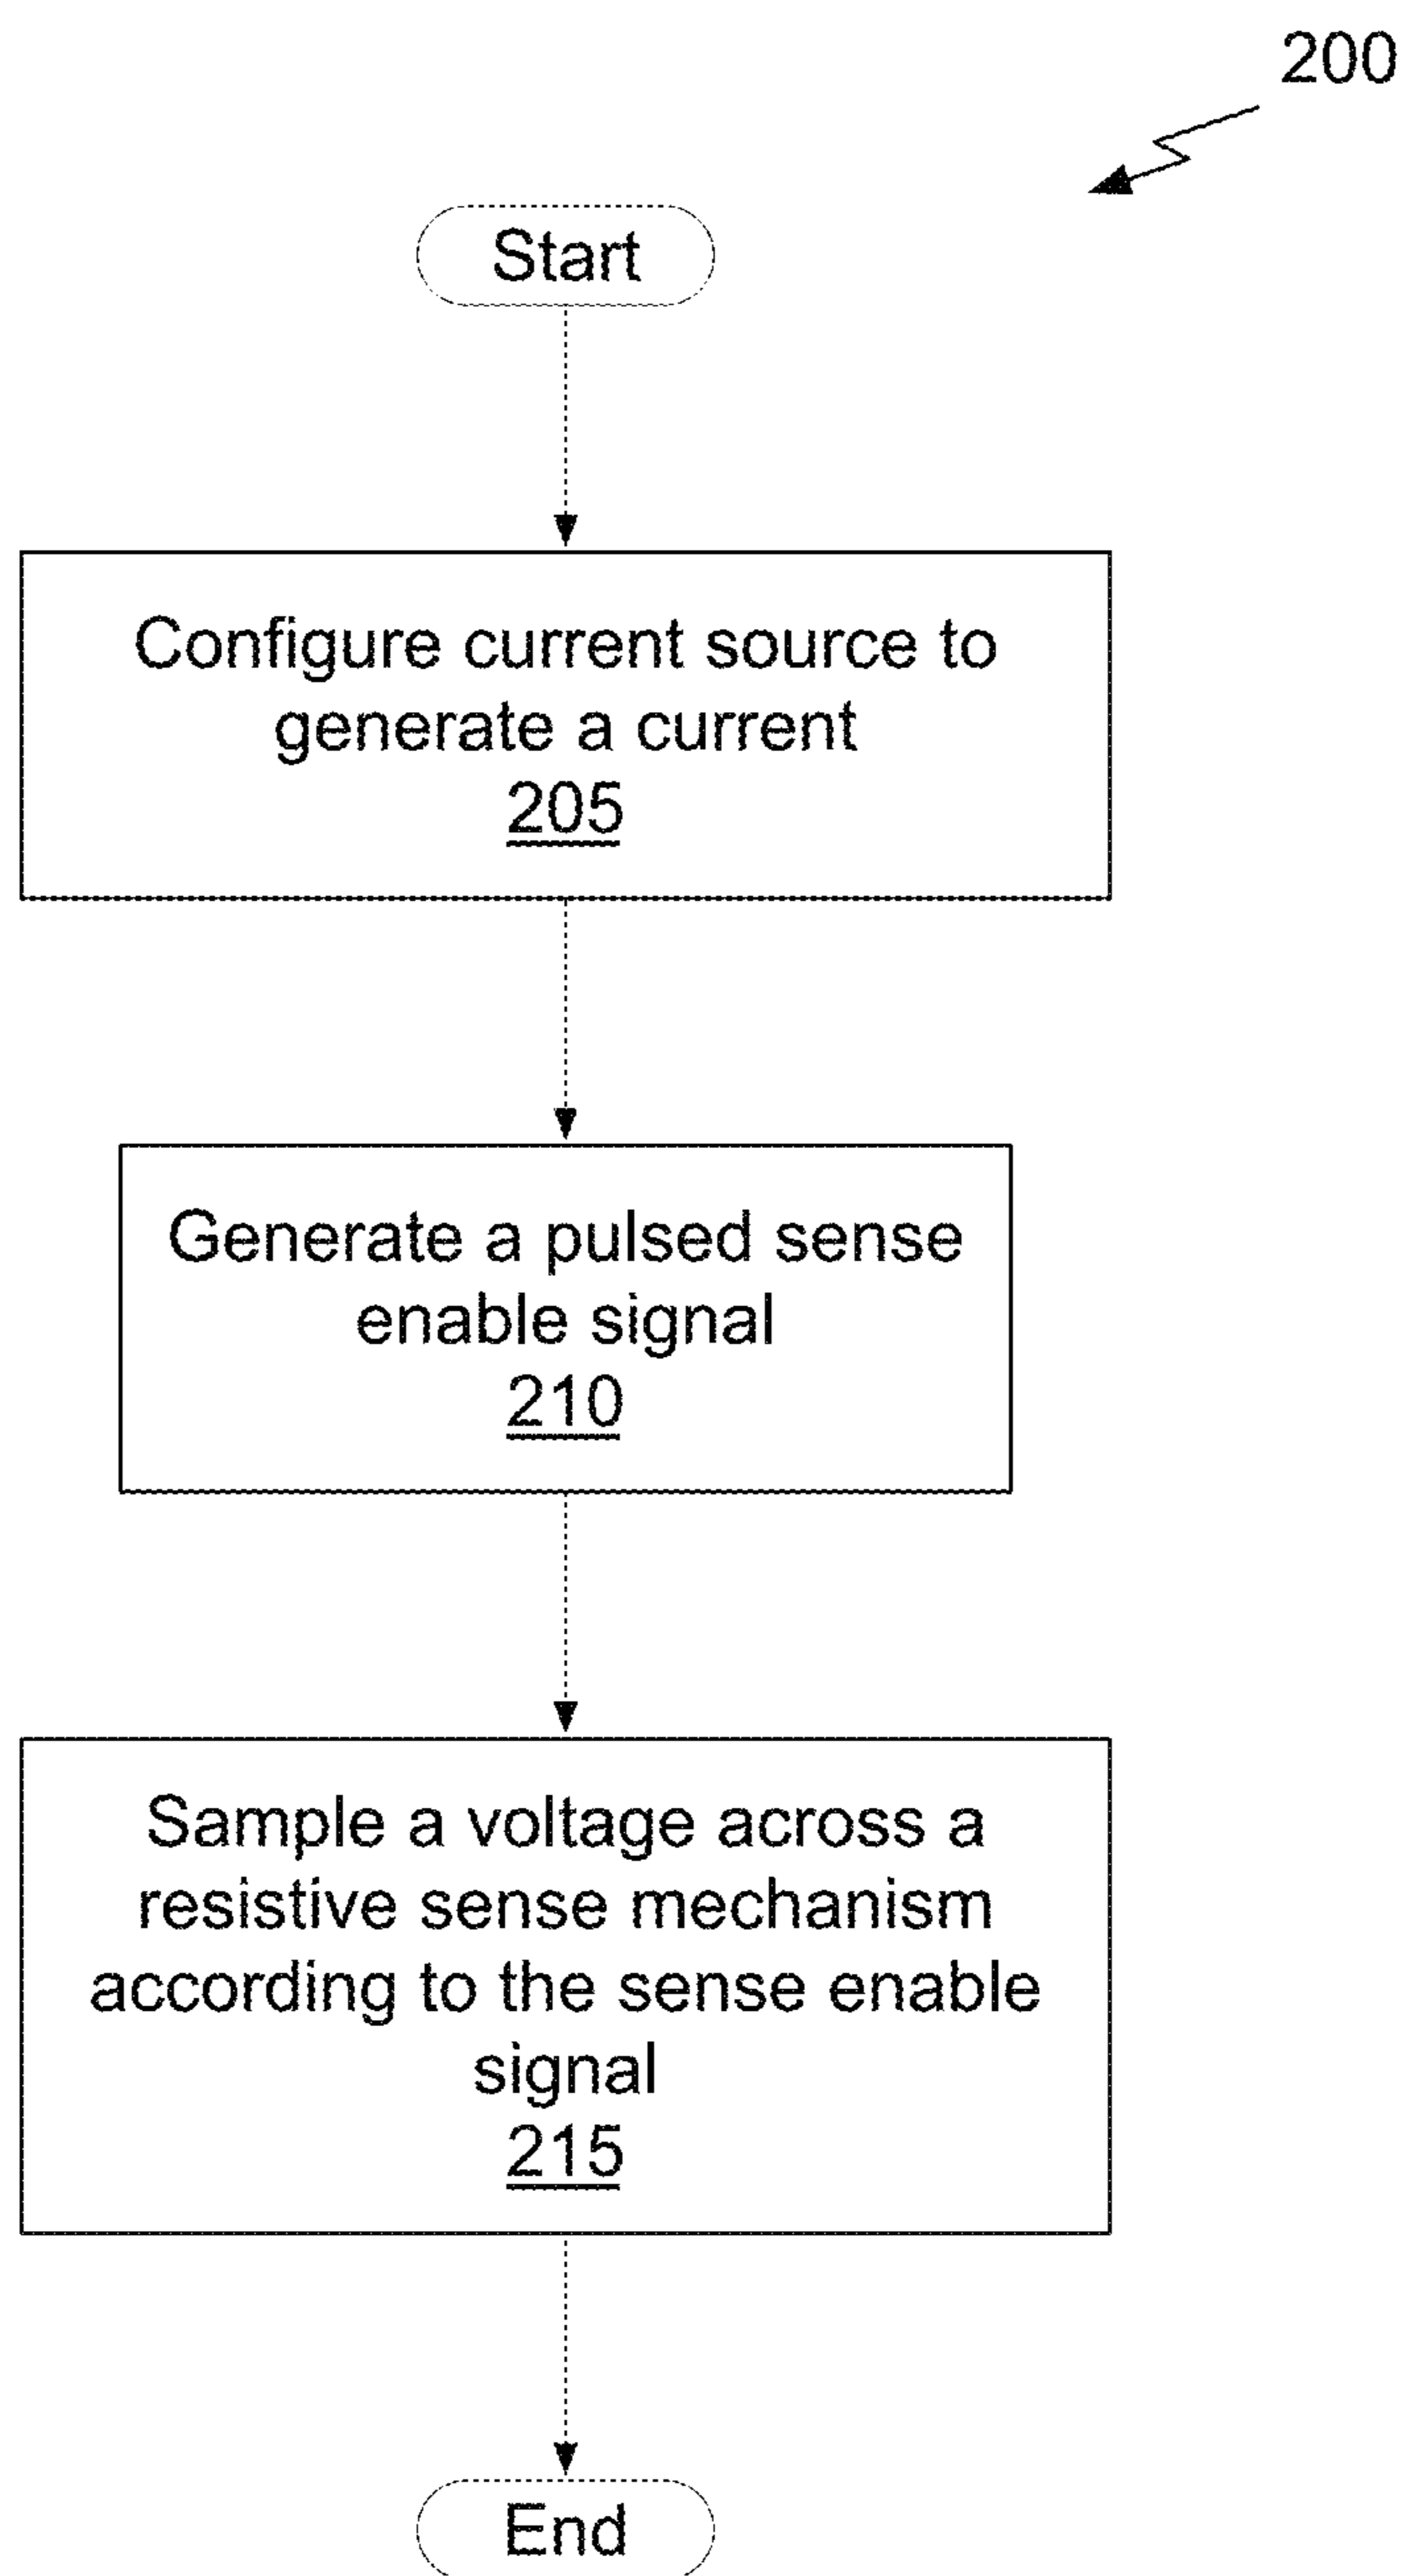 200
Start
Configure current source to
generate a current
205
Generate a pulsed sense
enable signal
210
Sample a voltage across a
resistive sense mechanism
according to the sense enable
signal
215
End